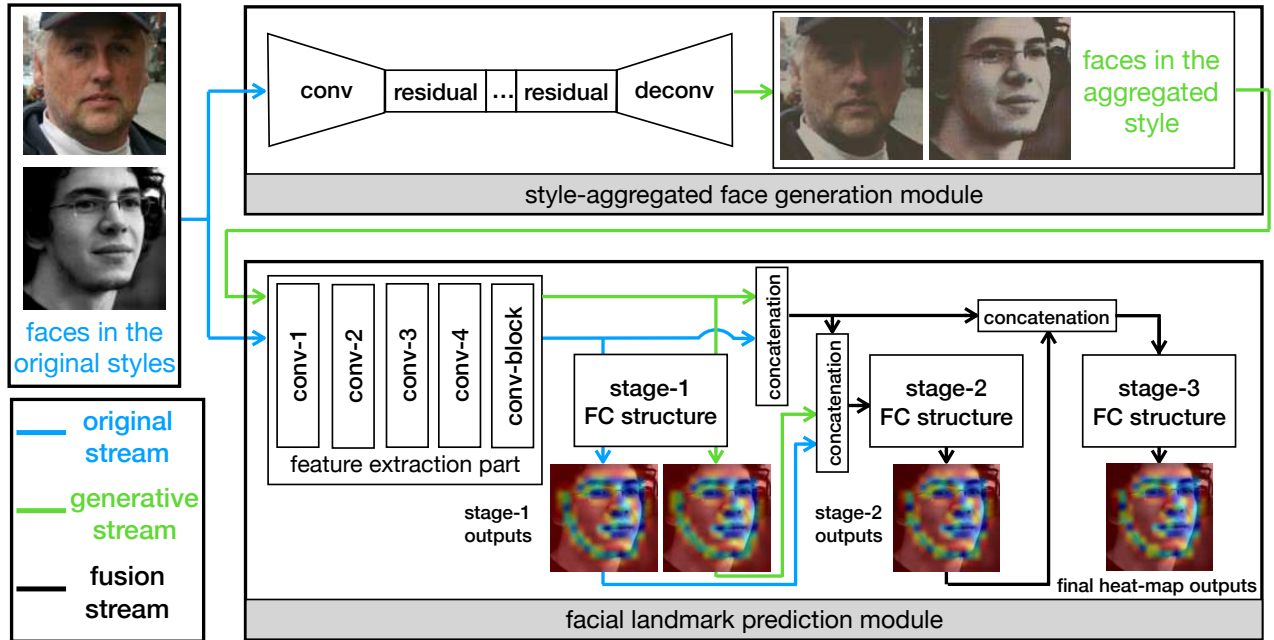 faces in the
original styles
original
stream
generative
stream
fusion
stream
conv
residual
...
residual
deconv
faces in the
aggregated
style
style-aggregated face generation module
conv-1
conv-2
conv-3
conv-4
conv-block
feature extraction part
stage-1
FC structure
concatenation
concatenation
stage-2
FC structure
concatenation
stage-3
FC structure
stage-1
outputs
stage-2
outputs
final heat-map outputs
facial landmark prediction module